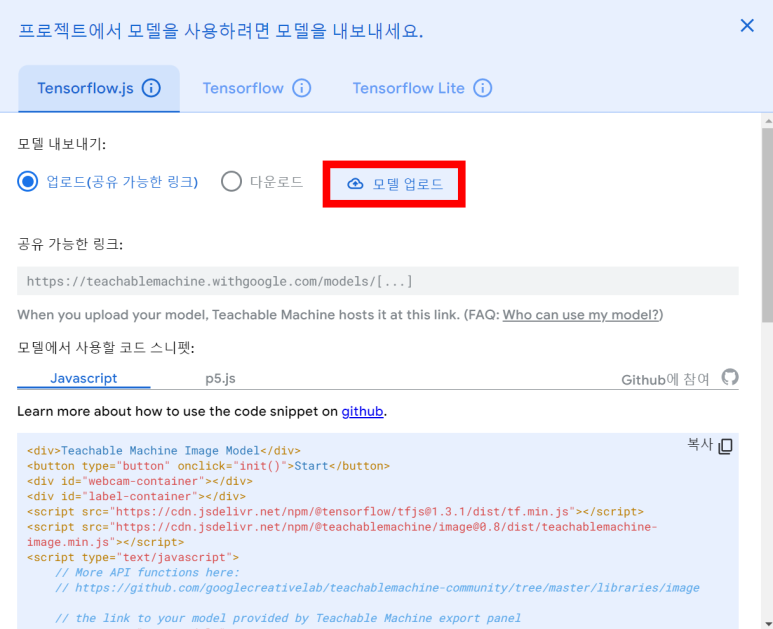 프로젝트에서 모델을 사용하려면 모델을 내보내세요.
Tensorflow.js Tensorflow Tensorflow Lite
모델 내보내기:
업로드(공유 가능한 링크) 다운로드 모델 업로드
공유 가능한 링크:
https://teachablemachine.withgoogle.com/models/[...]
When you upload your model, Teachable Machine hosts it at this link. (FAQ: Who can use my model?)
모델에서 사용할 코드 스니펫:
Javascript p5.js Github에 참여
Learn more about how to use the code snippet on github.
복사
<div>Teachable Machine Image Model</div>
<button type="button" onclick="init()">Start</button>
<div id="webcam-container"></div>
<div id="label-container"></div>
<script src="https://cdn.jsdelivr.net/npm/@tensorflow/tfjs@1.3.1/dist/tf.min.js"></script>
<script src="https://cdn.jsdelivr.net/npm/@teachablemachine/image@0.8/dist/teachablemachine-
image.min.js"></script>
<script type="text/javascript">
// More API functions here:
// https://github.com/googlecreativelab/teachablemachine-community/tree/master/libraries/image
// the link to your model provided by Teachable Machine export panel